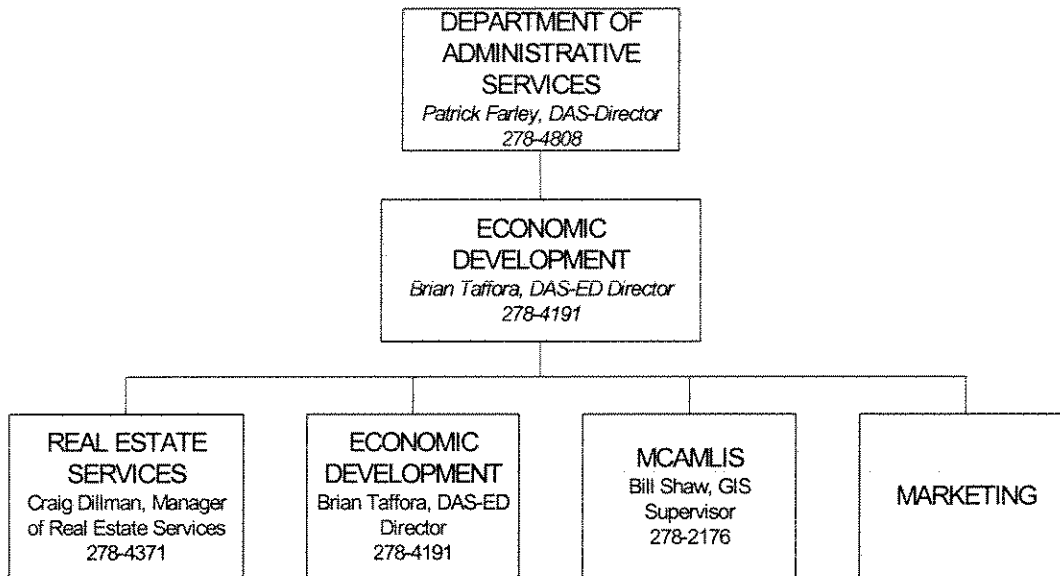 DEPARTMENT OF
ADMINISTRATIVE
SERVICES
Patrick Farley, DAS-Director
278-4808
ECONOMIC
DEVELOPMENT
Brian Taffora, DAS-ED Director
278-4191
REAL ESTATE
SERVICES
Craig Dillman, Manager
of Real Estate Services
278-4371
ECONOMIC
DEVELOPMENT
Brian Taffora, DAS-ED
Director
278-4191
MCAMLIS
Bill Shaw, GIS
Supervisor
278-2176
MARKETING